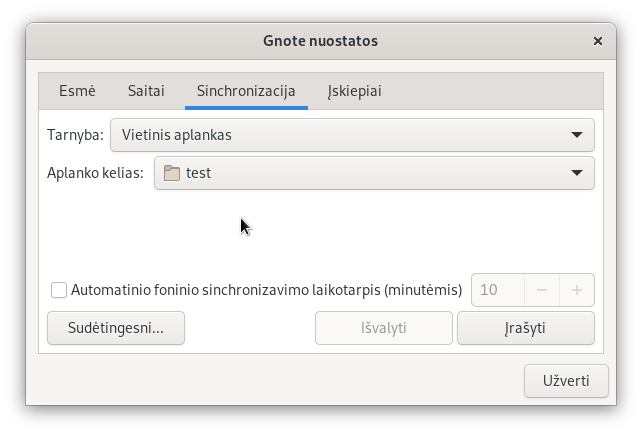 Gnote nuostatos
Esmė Saitai Sinchronizacija Įskiepiai
Tarnyba: Vietinis aplankas
Aplanko kelias: test
Automatinio foninio sinchronizavimo laikotarpis (minutėmis) 10
Sudėtingesni... Išvalyti Įrašyti
Užverti